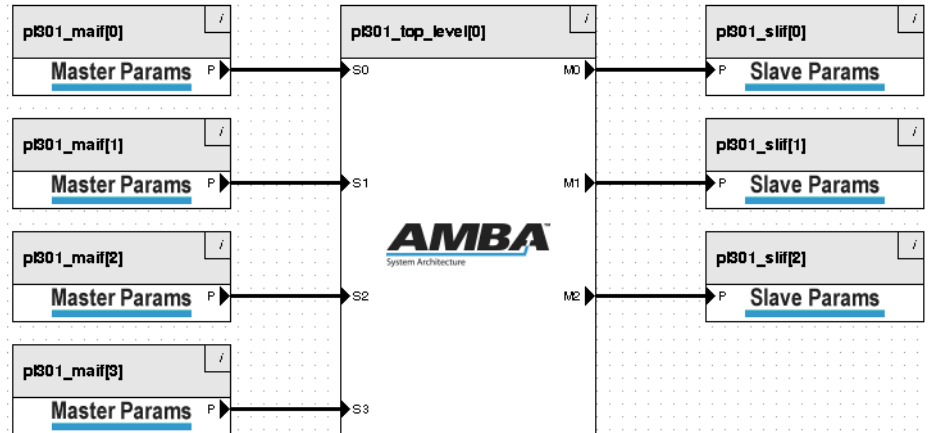 pl301_maif[0] i
Master Params P
pl301_top_level[0] i
S0 M0
pl301_slif[0] i
P Slave Params
pl301_maif[1] i
Master Params P
S1 M1
pl301_slif[1] i
P Slave Params
AMBA™
System Architecture
pl301_maif[2] i
Master Params P
S2 M2
pl301_slif[2] i
P Slave Params
pl301_maif[3] i
Master Params P
S3